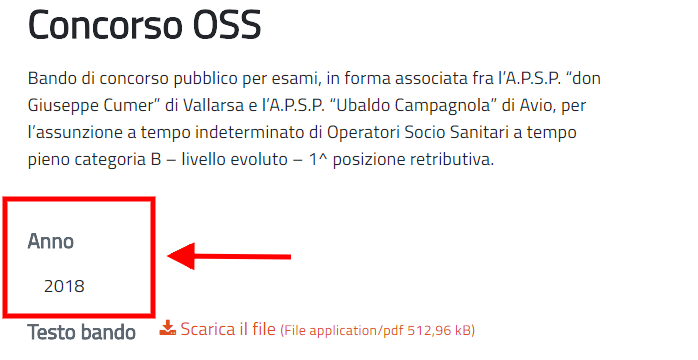 Concorso OSS
Bando di concorso pubblico per esami, in forma associata fra l’A.P.S.P. “don
Giuseppe Cumer” di Vallarsa e l’A.P.S.P. “Ubaldo Campagnola” di Avio, per
l’assunzione a tempo indeterminato di Operatori Socio Sanitari a tempo
pieno categoria B – livello evoluto – 1^ posizione retributiva.
Anno
2018
Testo bando Scarica il file (File application/pdf 512,96 kB)